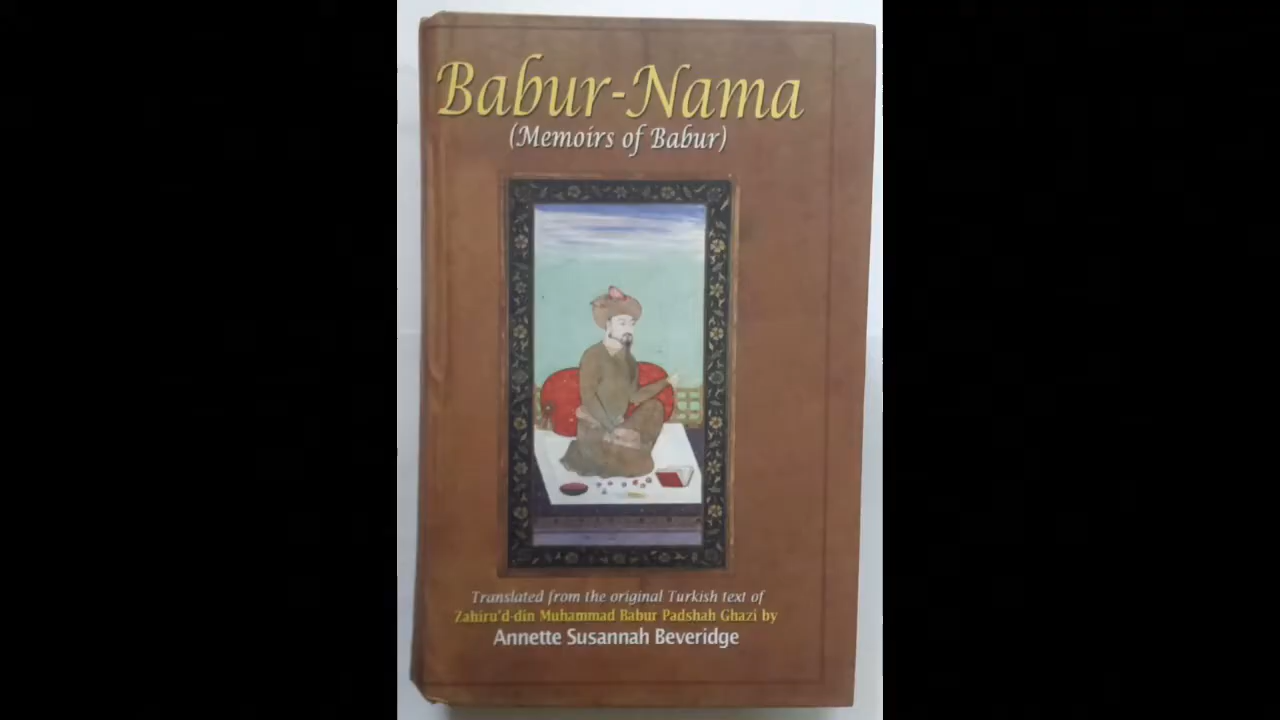 Babur-Nama
(Memoirs of Babur)
Translated from the original Turkish text of
Zahiru'd-din Muhammad Babur Padshah Ghazi by
Annette Susannah Beveridge